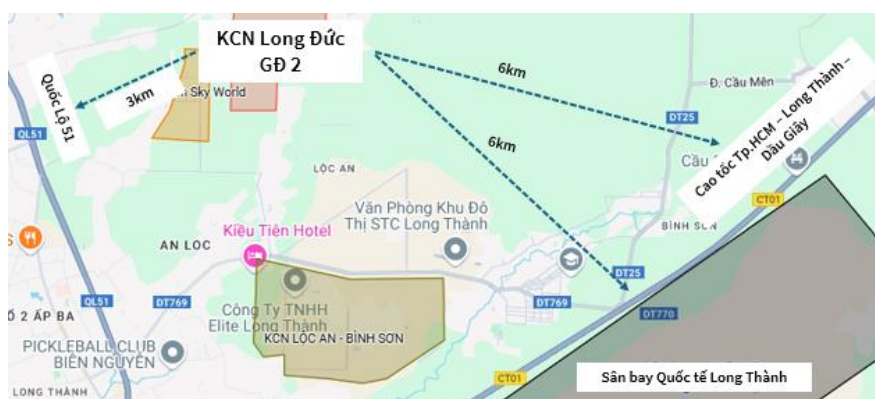 KCN Long Đức
GĐ 2
Quốc Lộ 51
3km
Sky World
6km
6km
Cao tốc Tp.HCM – Long Thành –
Dầu Giây
Đ. Cầu Mên
DT25
QL51
LỘC AN
Cầu
CT01
Văn Phòng Khu Đô
Thị STC Long Thành
BÌNH SƠN
Kiều Tiên Hotel
AN LOC
DT25
DT769
QL51
DT769
DT770
Công Ty TNHH
Elite Long Thành
Ố 2 ẤP BA
KCN LỘC AN - BÌNH SƠN
PICKLEBALL CLUB
BIÊN NGUYỄN
CT01
Sân bay Quốc tế Long Thành
LONG THÀNH